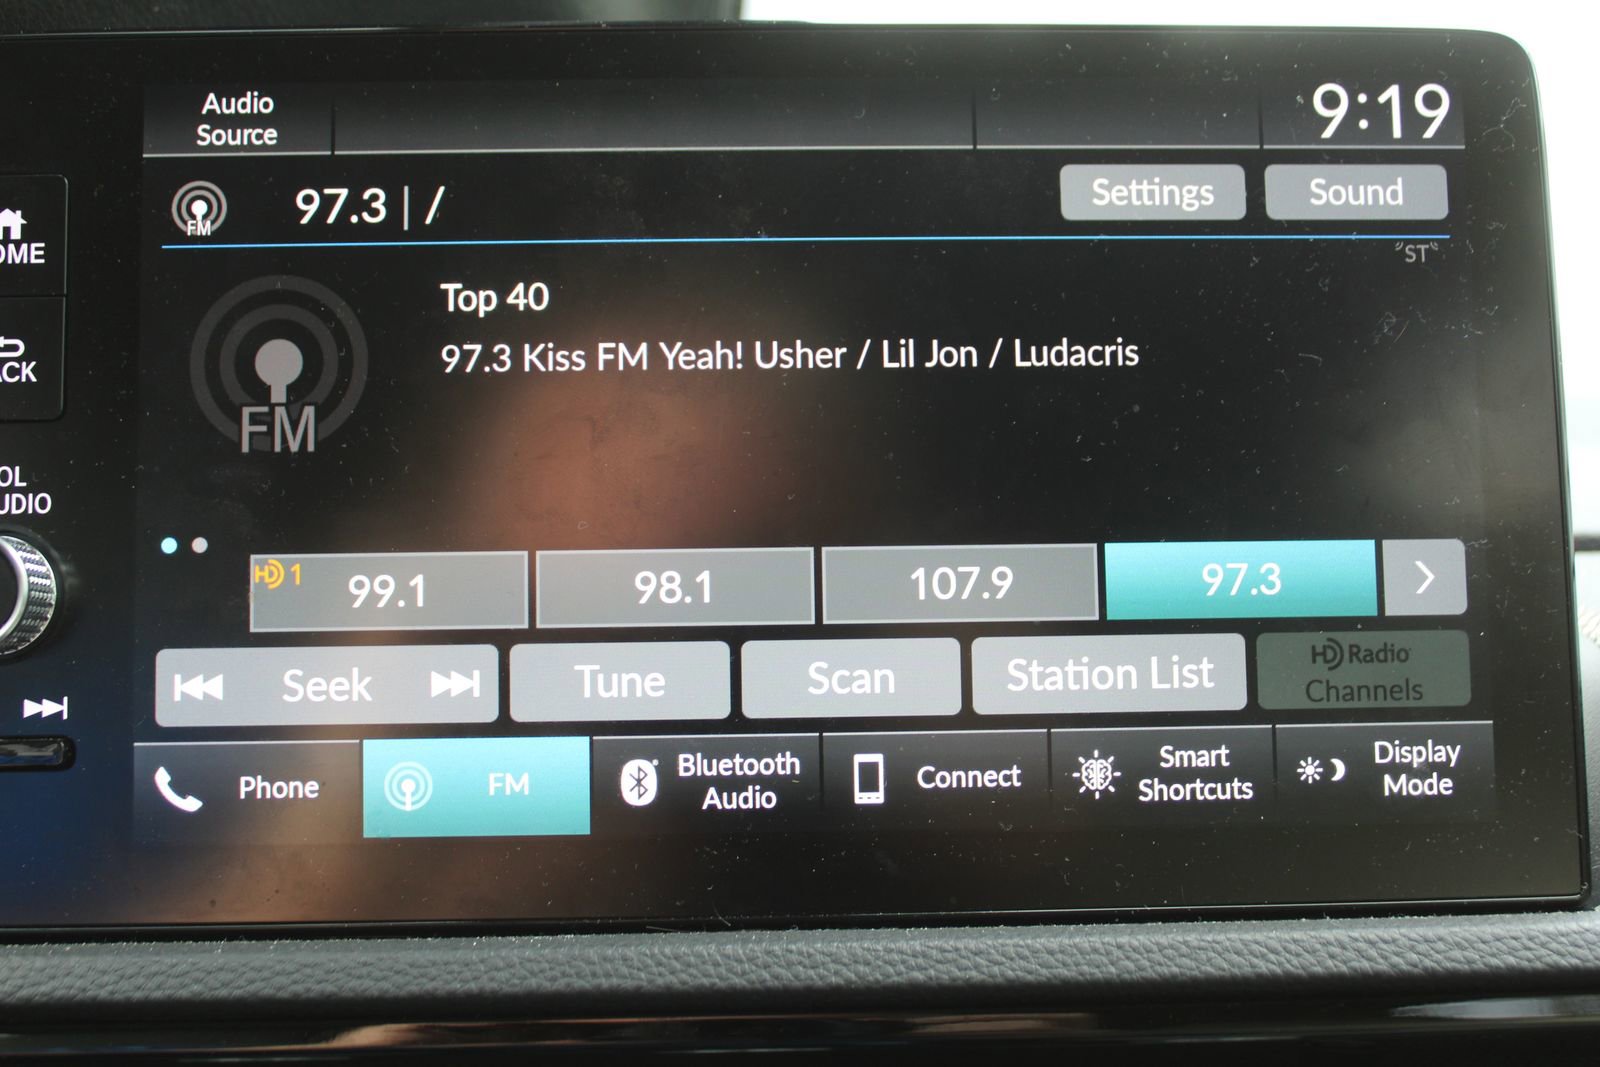 Audio
Source
9:19
FM
97.3 | /
Settings
Sound
"ST"
OME
Top 40
97.3 Kiss FM Yeah! Usher / Lil Jon / Ludacris
FM
ACK
OL
UDIO
HD 1
99.1
98.1
107.9
97.3
Seek
Tune
Scan
Station List
HD Radio
Channels
Phone
FM
Bluetooth
Audio
Connect
Smart
Shortcuts
Display
Mode